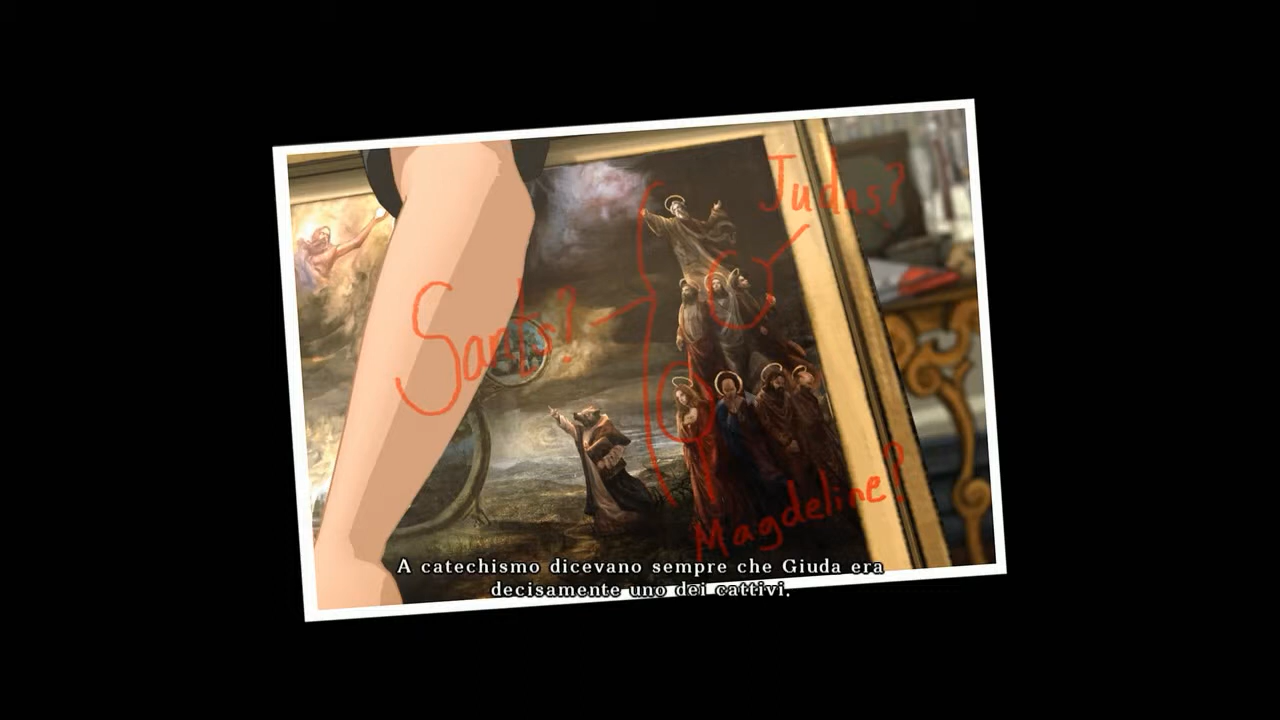 Judas?
Saints?
Magdeline?
A catechismo dicevano sempre che Giuda era
decisamente uno dei cattivi.